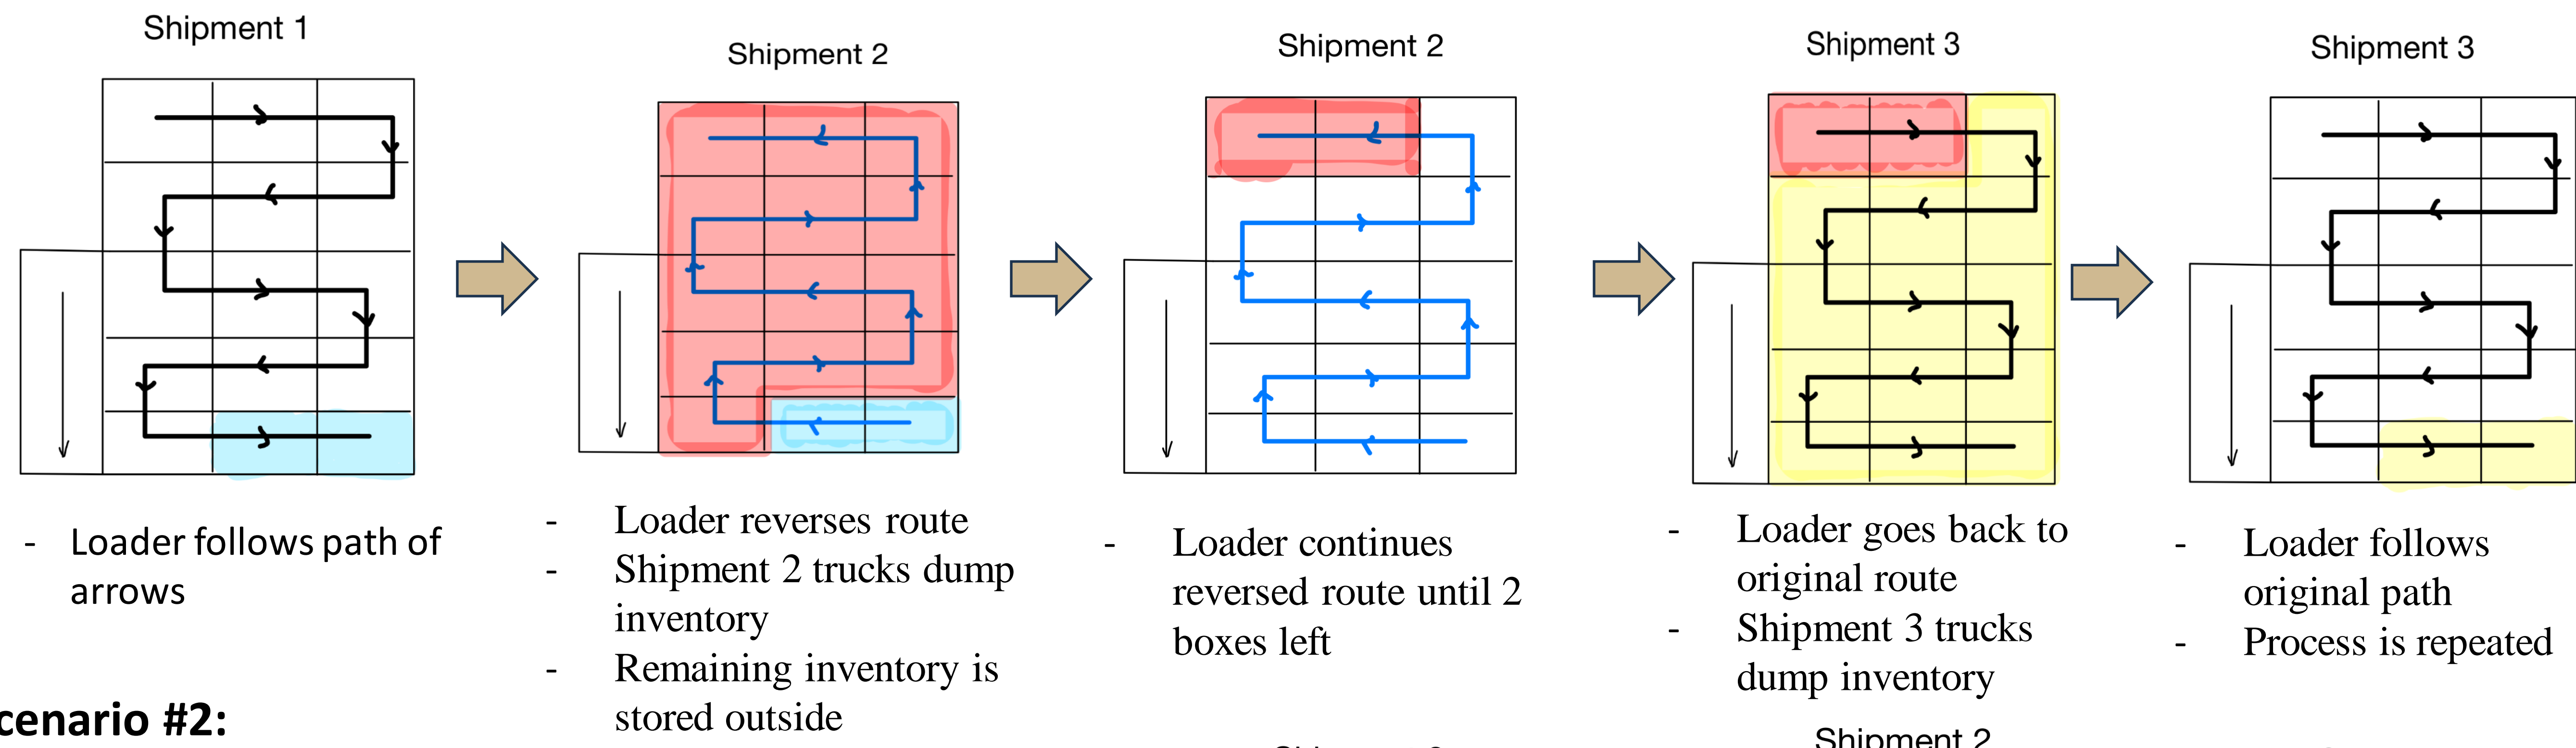 Shipment 1
Shipment 2
Shipment 2
Shipment 3
Shipment 3
- Loader follows path of
arrows
- Loader reverses route
- Shipment 2 trucks dump
inventory
- Remaining inventory is
stored outside
- Loader continues
reversed route until 2
boxes left
- Loader goes back to
original route
- Shipment 3 trucks
dump inventory
- Loader follows
original path
- Process is repeated
cenario #2:
Shipment 2